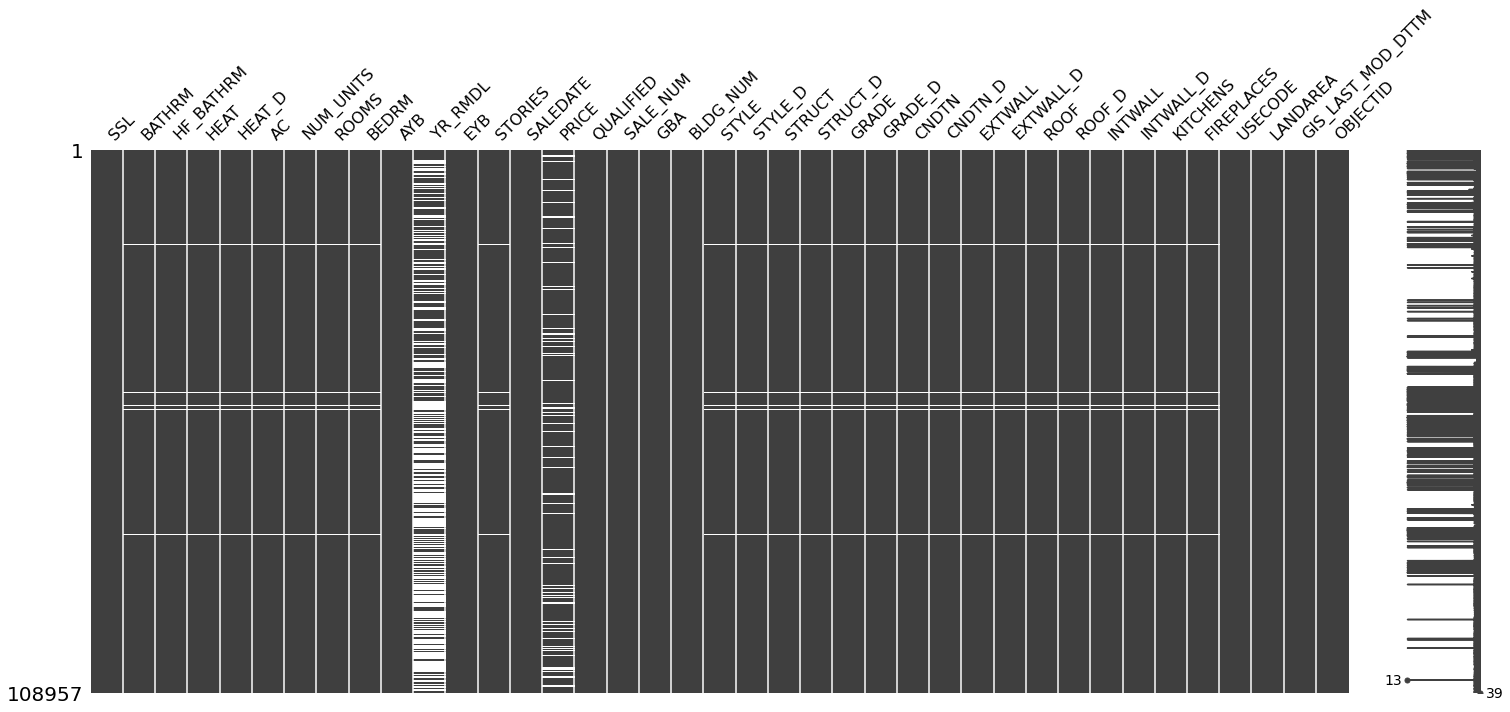 SSL
BATHRM
HF_BATHRM
HEAT
HEAT_D
AC
NUM_UNITS
ROOMS
BEDRM
AYB
YR_RMDL
EYB
STORIES
SALEDATE
PRICE
QUALIFIED
SALE_NUM
GBA
BLDG_NUM
STYLE
STYLE_D
STRUCT
STRUCT_D
GRADE
GRADE_D
CNDTN
CNDTN_D
EXTWALL
EXTWALL_D
ROOF
ROOF_D
INTWALL
INTWALL_D
KITCHENS
FIREPLACES
USECODE
LANDAREA
GIS_LAST_MOD_DTTM
OBJECTID
1
108957
13
39